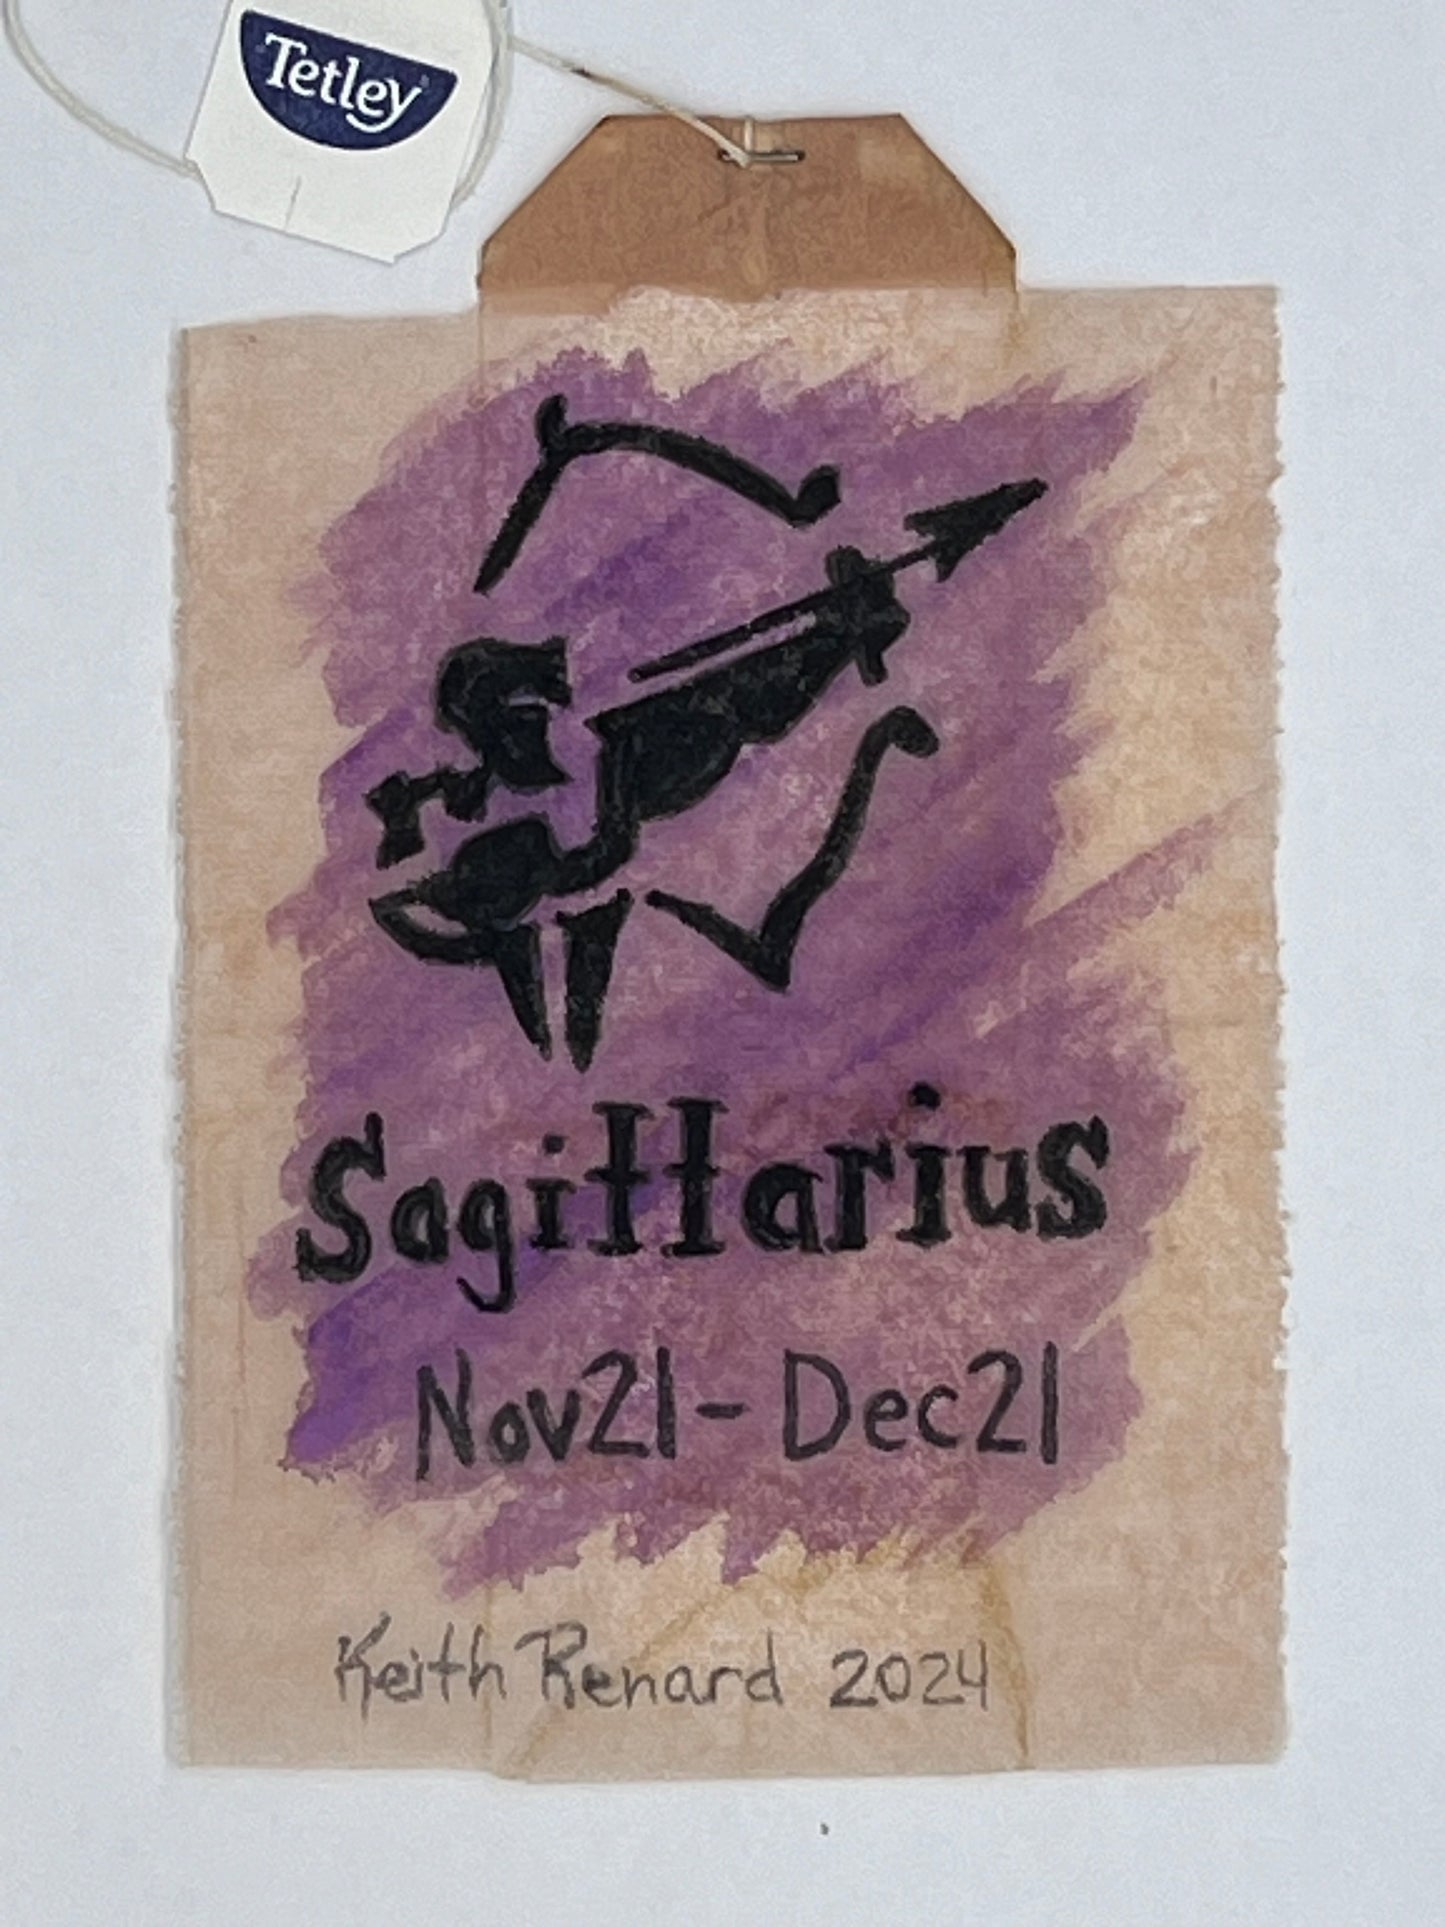 Tetley
Sagittarius
Nov21-Dec21
Keith Renard 2024